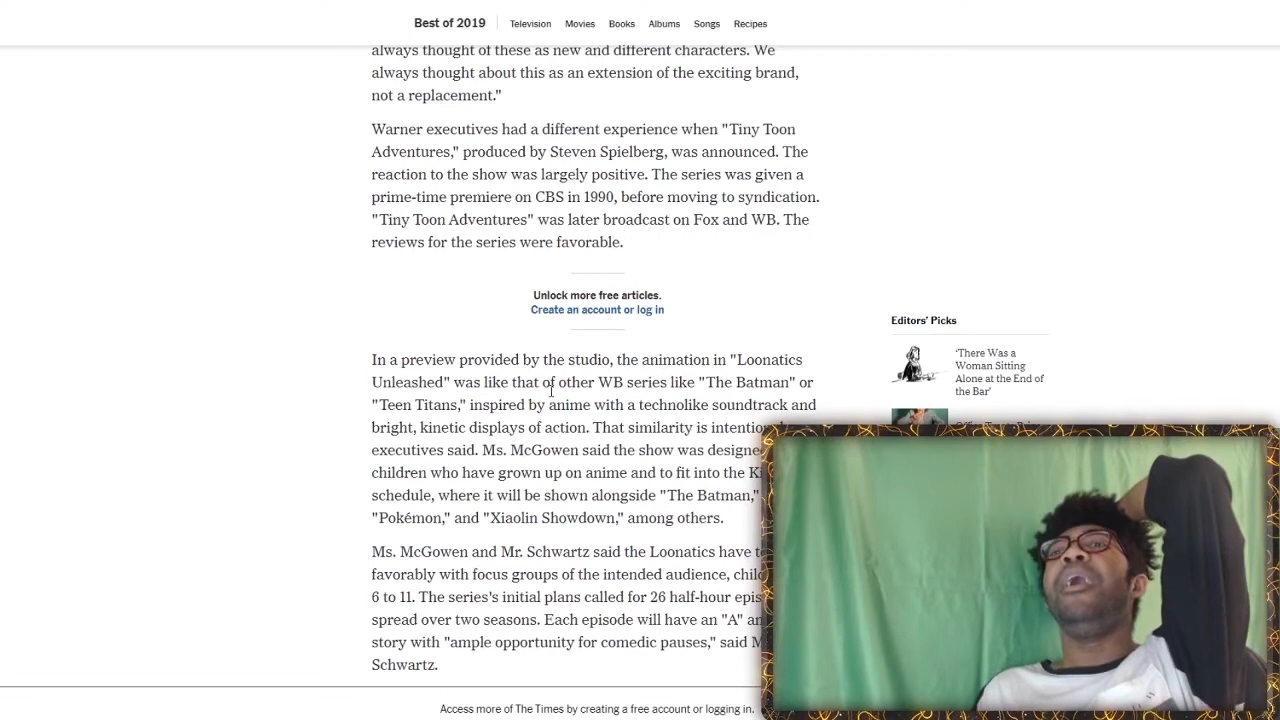 Best of 2019 Television Movies Books Albums Songs Recipes
always thought of these as new and different characters. We
always thought about this as an extension of the exciting brand,
not a replacement."
Warner executives had a different experience when "Tiny Toon
Adventures," produced by Steven Spielberg, was announced. The
reaction to the show was largely positive. The series was given a
prime-time premiere on CBS in 1990, before moving to syndication.
"Tiny Toon Adventures" was later broadcast on Fox and WB. The
reviews for the series were favorable.
Unlock more free articles.
Create an account or log in
In a preview provided by the studio, the animation in "Loonatics
Unleashed" was like that of other WB series like "The Batman" or
"Teen Titans," inspired by anime with a technolike soundtrack and
bright, kinetic displays of action. That similarity is
executives said. Ms. McGowen said the show was
children who have grown up on anime and to fit into the
schedule, where it will be shown alongside "The Batman,"
"Pokémon," and "Xiaolin Showdown," among others.
Ms. McGowen and Mr. Schwartz said the Loonatics have
favorably with focus groups of the intended audience,
6 to 11. The series's initial plans called for 26 half-hour
spread over two seasons. Each episode will have an "A"
story with "ample opportunity for comedic pauses," said
Schwartz.
Editors' Picks
'There Was a
Woman Sitting
Alone at the End of
the Bar'
Access more of The Times by creating a free account or logging in.